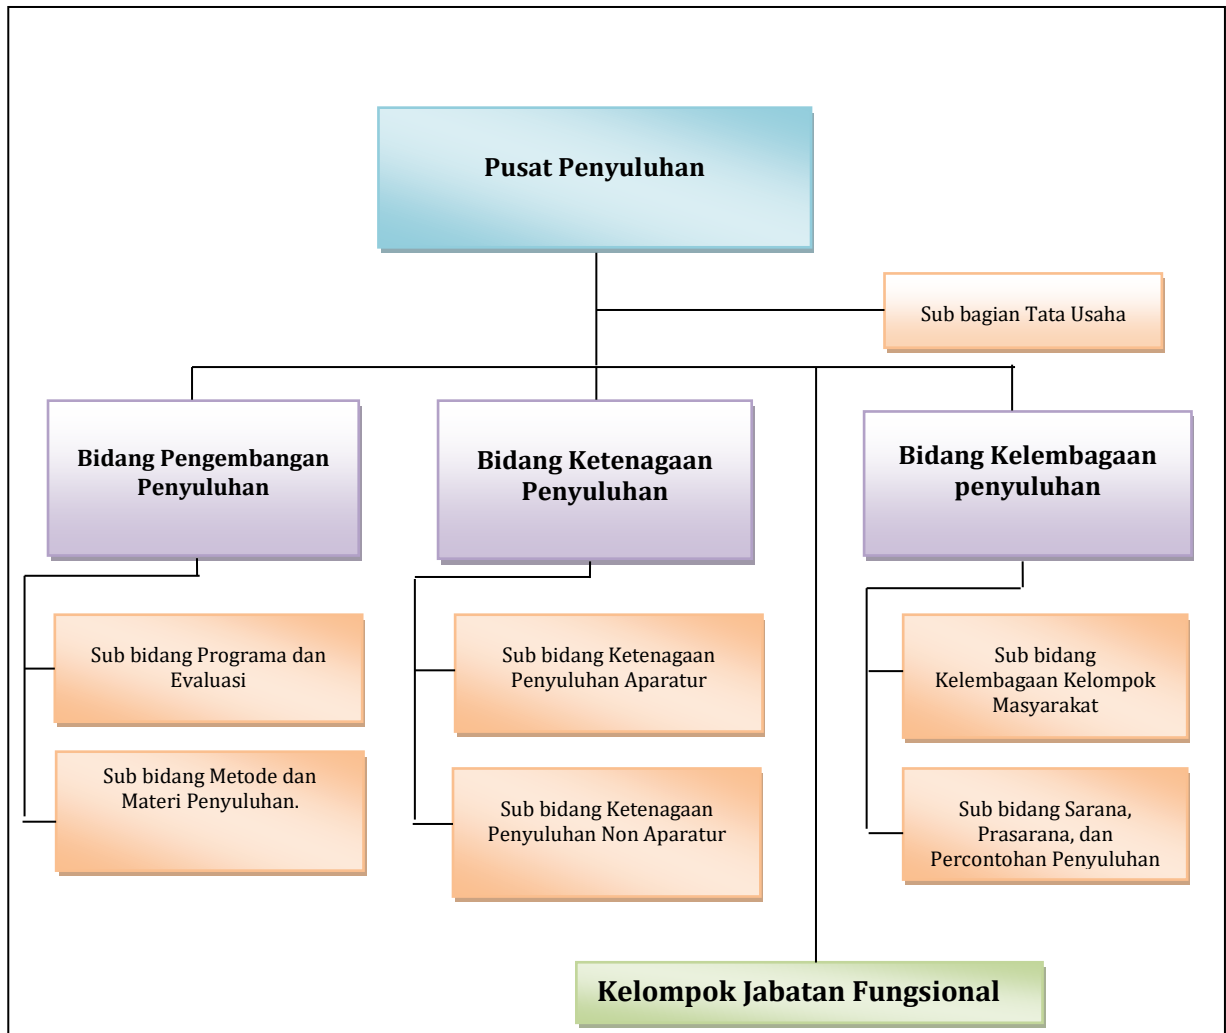 Pusat Penyuluhan
Sub bagian Tata Usaha
Bidang Pengembangan
Penyuluhan
Bidang Ketenagaan
Penyuluhan
Bidang Kelembagaan
penyuluhan
Sub bidang Programa dan
Evaluasi
Sub bidang Ketenagaan
Penyuluhan Aparatur
Sub bidang
Kelembagaan Kelompok
Masyarakat
Sub bidang Metode dan
Materi Penyuluhan.
Sub bidang Ketenagaan
Penyuluhan Non Aparatur
Sub bidang Sarana,
Prasarana, dan
Percontohan Penyuluhan
Kelompok Jabatan Fungsional